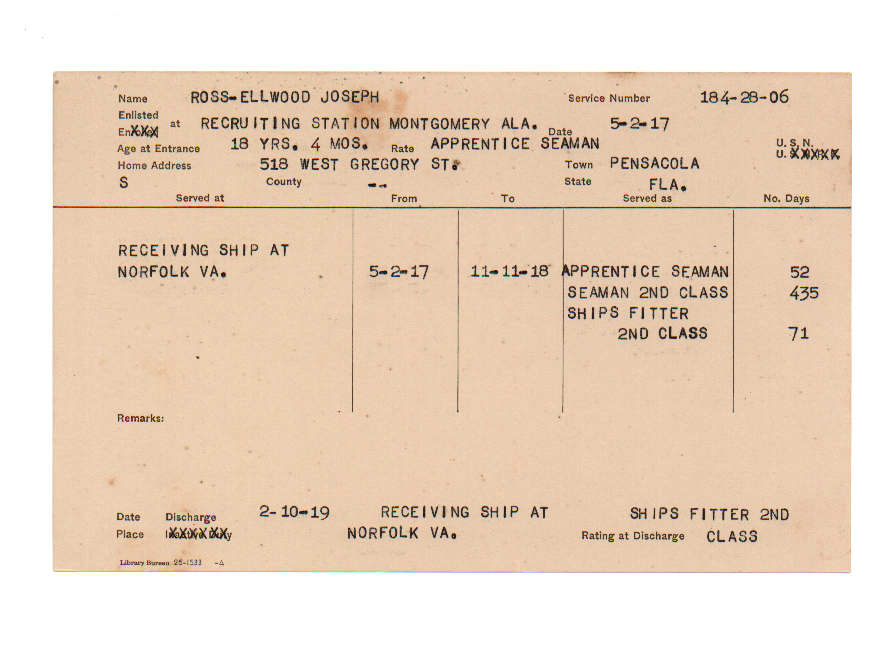 Name ROSS-ELLWOOD JOSEPH Service Number 184-28-06
Enlisted
at RECRUITING STATION MONTGOMERY ALA. Date 5-2-17
Age at Entrance 18 YRS. 4 MOS. Rate APPRENTICE SEAMAN U.S.N.
Home Address 518 WEST GREGORY ST. Town PENSACOLA
S County -- State FLA.
Served at From To Served as No. Days
RECEIVING SHIP AT
NORFOLK VA. 5-2-17 11-11-18 APPRENTICE SEAMAN 52
SEAMAN 2ND CLASS 435
SHIPS FITTER
2ND CLASS 71
Remarks:
Date Discharge 2-10-19 RECEIVING SHIP AT SHIPS FITTER 2ND
Place NORFOLK VA. Rating at Discharge CLASS
Library Bureau 26-1533 -△